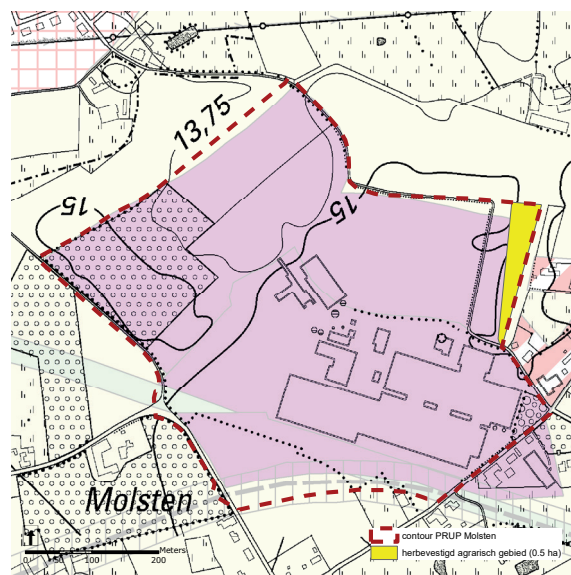 13,75
15
15
Molsten
Meters
0 50 100 200
contour PRUP Molsten
herbevestigd agrarisch gebied (0.5 ha)